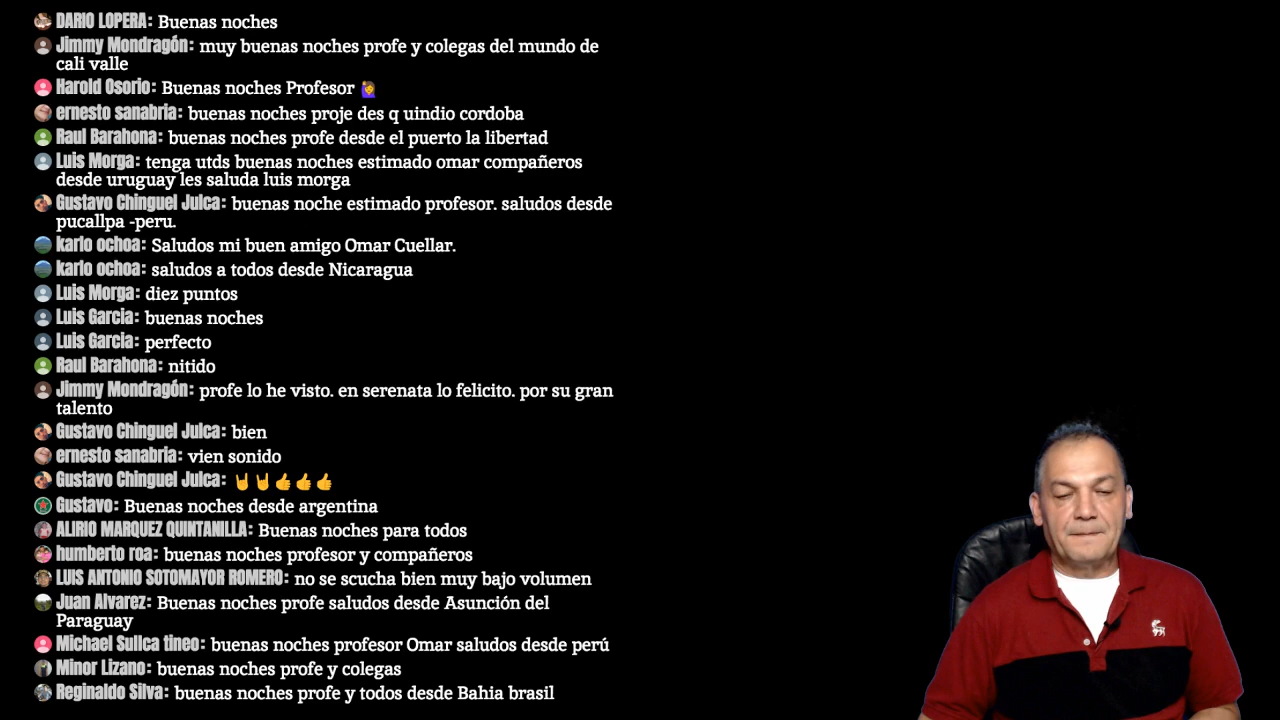 DARIO LOPERA: Buenas noches
Jimmy Mondragón: muy buenas noches profe y colegas del mundo de
cali valle
Harold Osorio: Buenas noches Profesor 🙋‍♀️
ernesto sanabria: buenas noches proje des q uindio cordoba
Raul Barahona: buenas noches profe desde el puerto la libertad
Luis Morga: tenga utds buenas noches estimado omar compañeros
desde uruguay les saluda luis morga
Gustavo Chinguel Julca: buenas noche estimado profesor. saludos desde
pucallpa -peru.
karlo ochoa: Saludos mi buen amigo Omar Cuellar.
karlo ochoa: saludos a todos desde Nicaragua
Luis Morga: diez puntos
Luis Garcia: buenas noches
Luis Garcia: perfecto
Raul Barahona: nitido
Jimmy Mondragón: profe lo he visto. en serenata lo felicito. por su gran
talento
Gustavo Chinguel Julca: bien
ernesto sanabria: vien sonido
Gustavo Chinguel Julca: 🤘🤘👍👍👍
Gustavo: Buenas noches desde argentina
ALIRIO MARQUEZ QUINTANILLA: Buenas noches para todos
humberto roa: buenas noches profesor y compañeros
LUIS ANTONIO SOTOMAYOR ROMERO: no se scucha bien muy bajo volumen
Juan Alvarez: Buenas noches profe saludos desde Asunción del
Paraguay
Michael Sullca tineo: buenas noches profesor Omar saludos desde perú
Minor Lizano: buenas noches profe y colegas
Reginaldo Silva: buenas noches profe y todos desde Bahia brasil